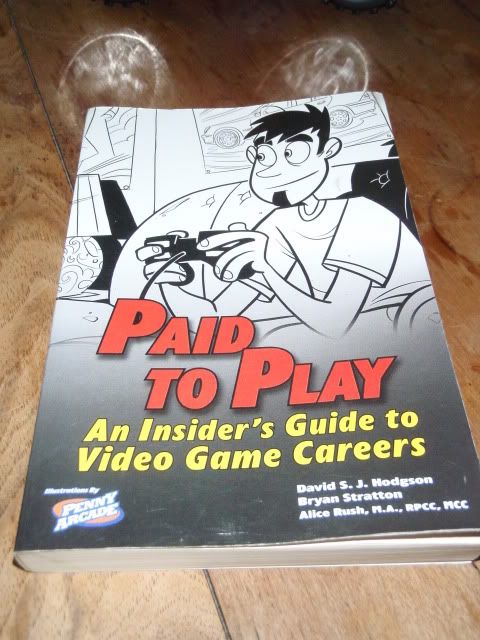 PAID
TO PLAY
An Insider's Guide to
Video Game Careers
David S. J. Hodgson
Bryan Stratton
Alice Rush, M.A., RPCC, MCC
Illustrations By
PENNY
ARCADE